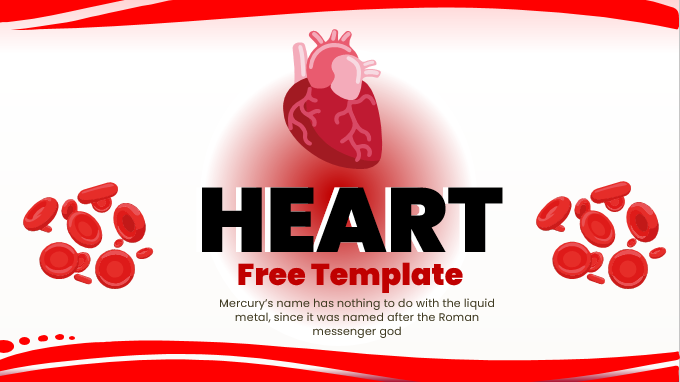 HEART
Free Template
Mercury’s name has nothing to do with the liquid
metal, since it was named after the Roman
messenger god